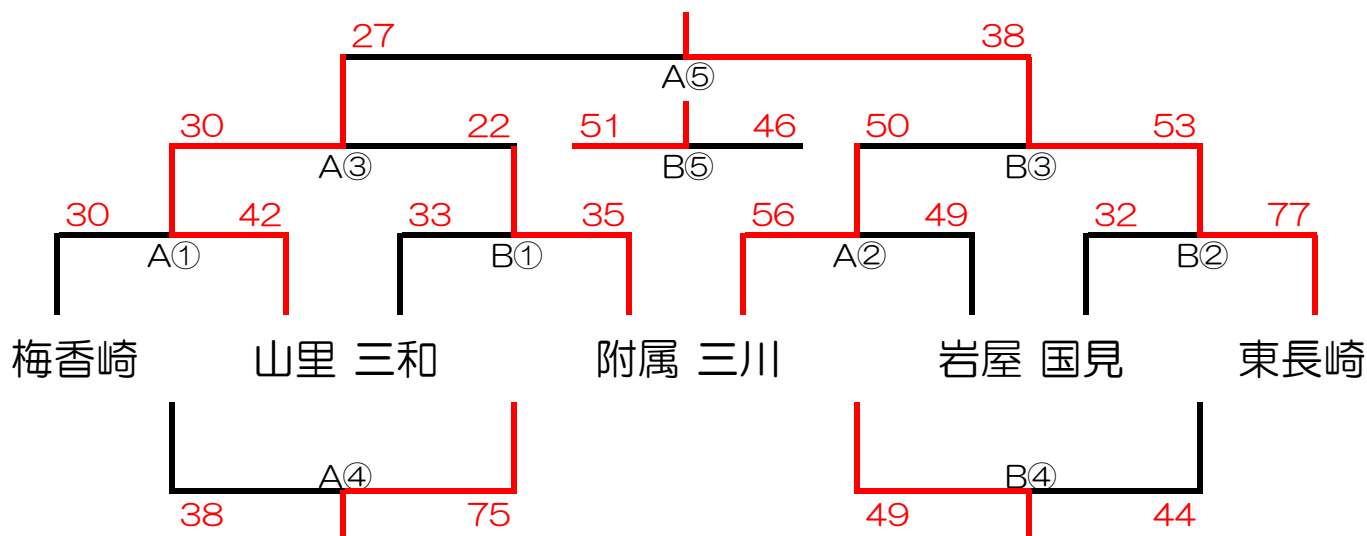 27 38
A⑤
30 22 51 46 50 53
A③ B⑤ B③
30 42 33 35 56 49 32 77
A① B① A② B②
梅香崎 山里 三和 附属 三川 岩屋 国見 東長崎
A④ B④
38 75 49 44